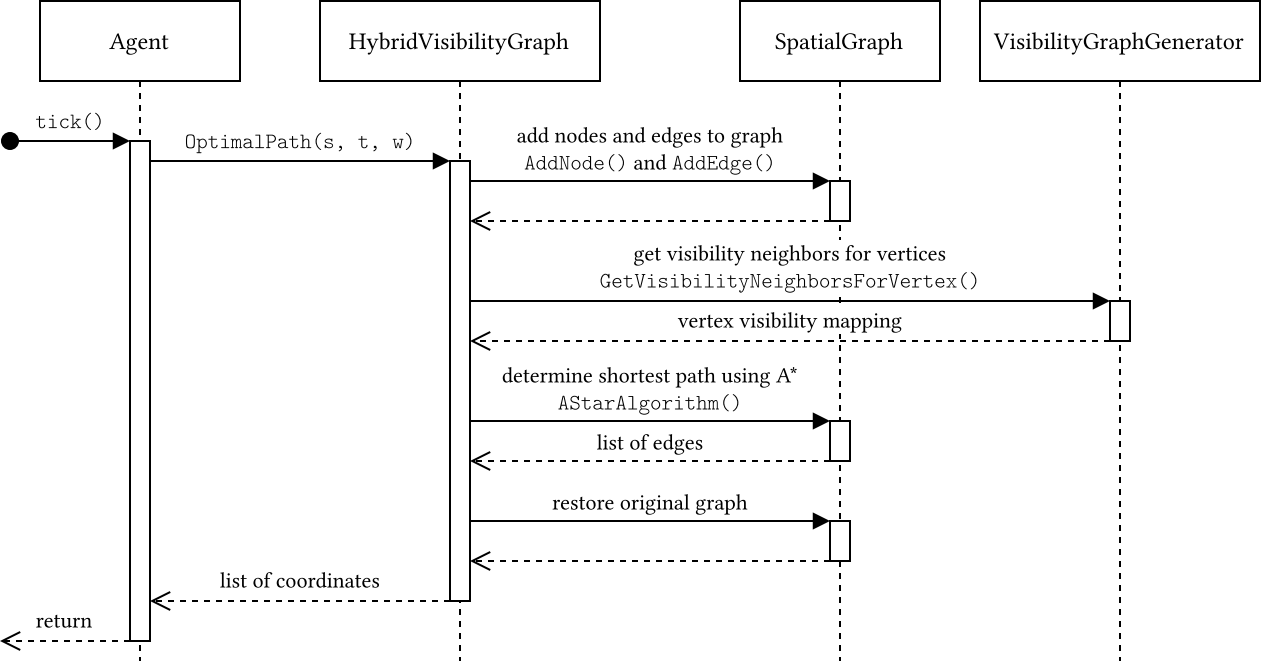 Agent
HybridVisibilityGraph
SpatialGraph
VisibilityGraphGenerator
tick()
OptimalPath(s, t, w)
add nodes and edges to graph
AddNode() and AddEdge()
get visibility neighbors for vertices
GetVisibilityNeighborsForVertex()
vertex visibility mapping
determine shortest path using A*
AStarAlgorithm()
list of edges
restore original graph
list of coordinates
return